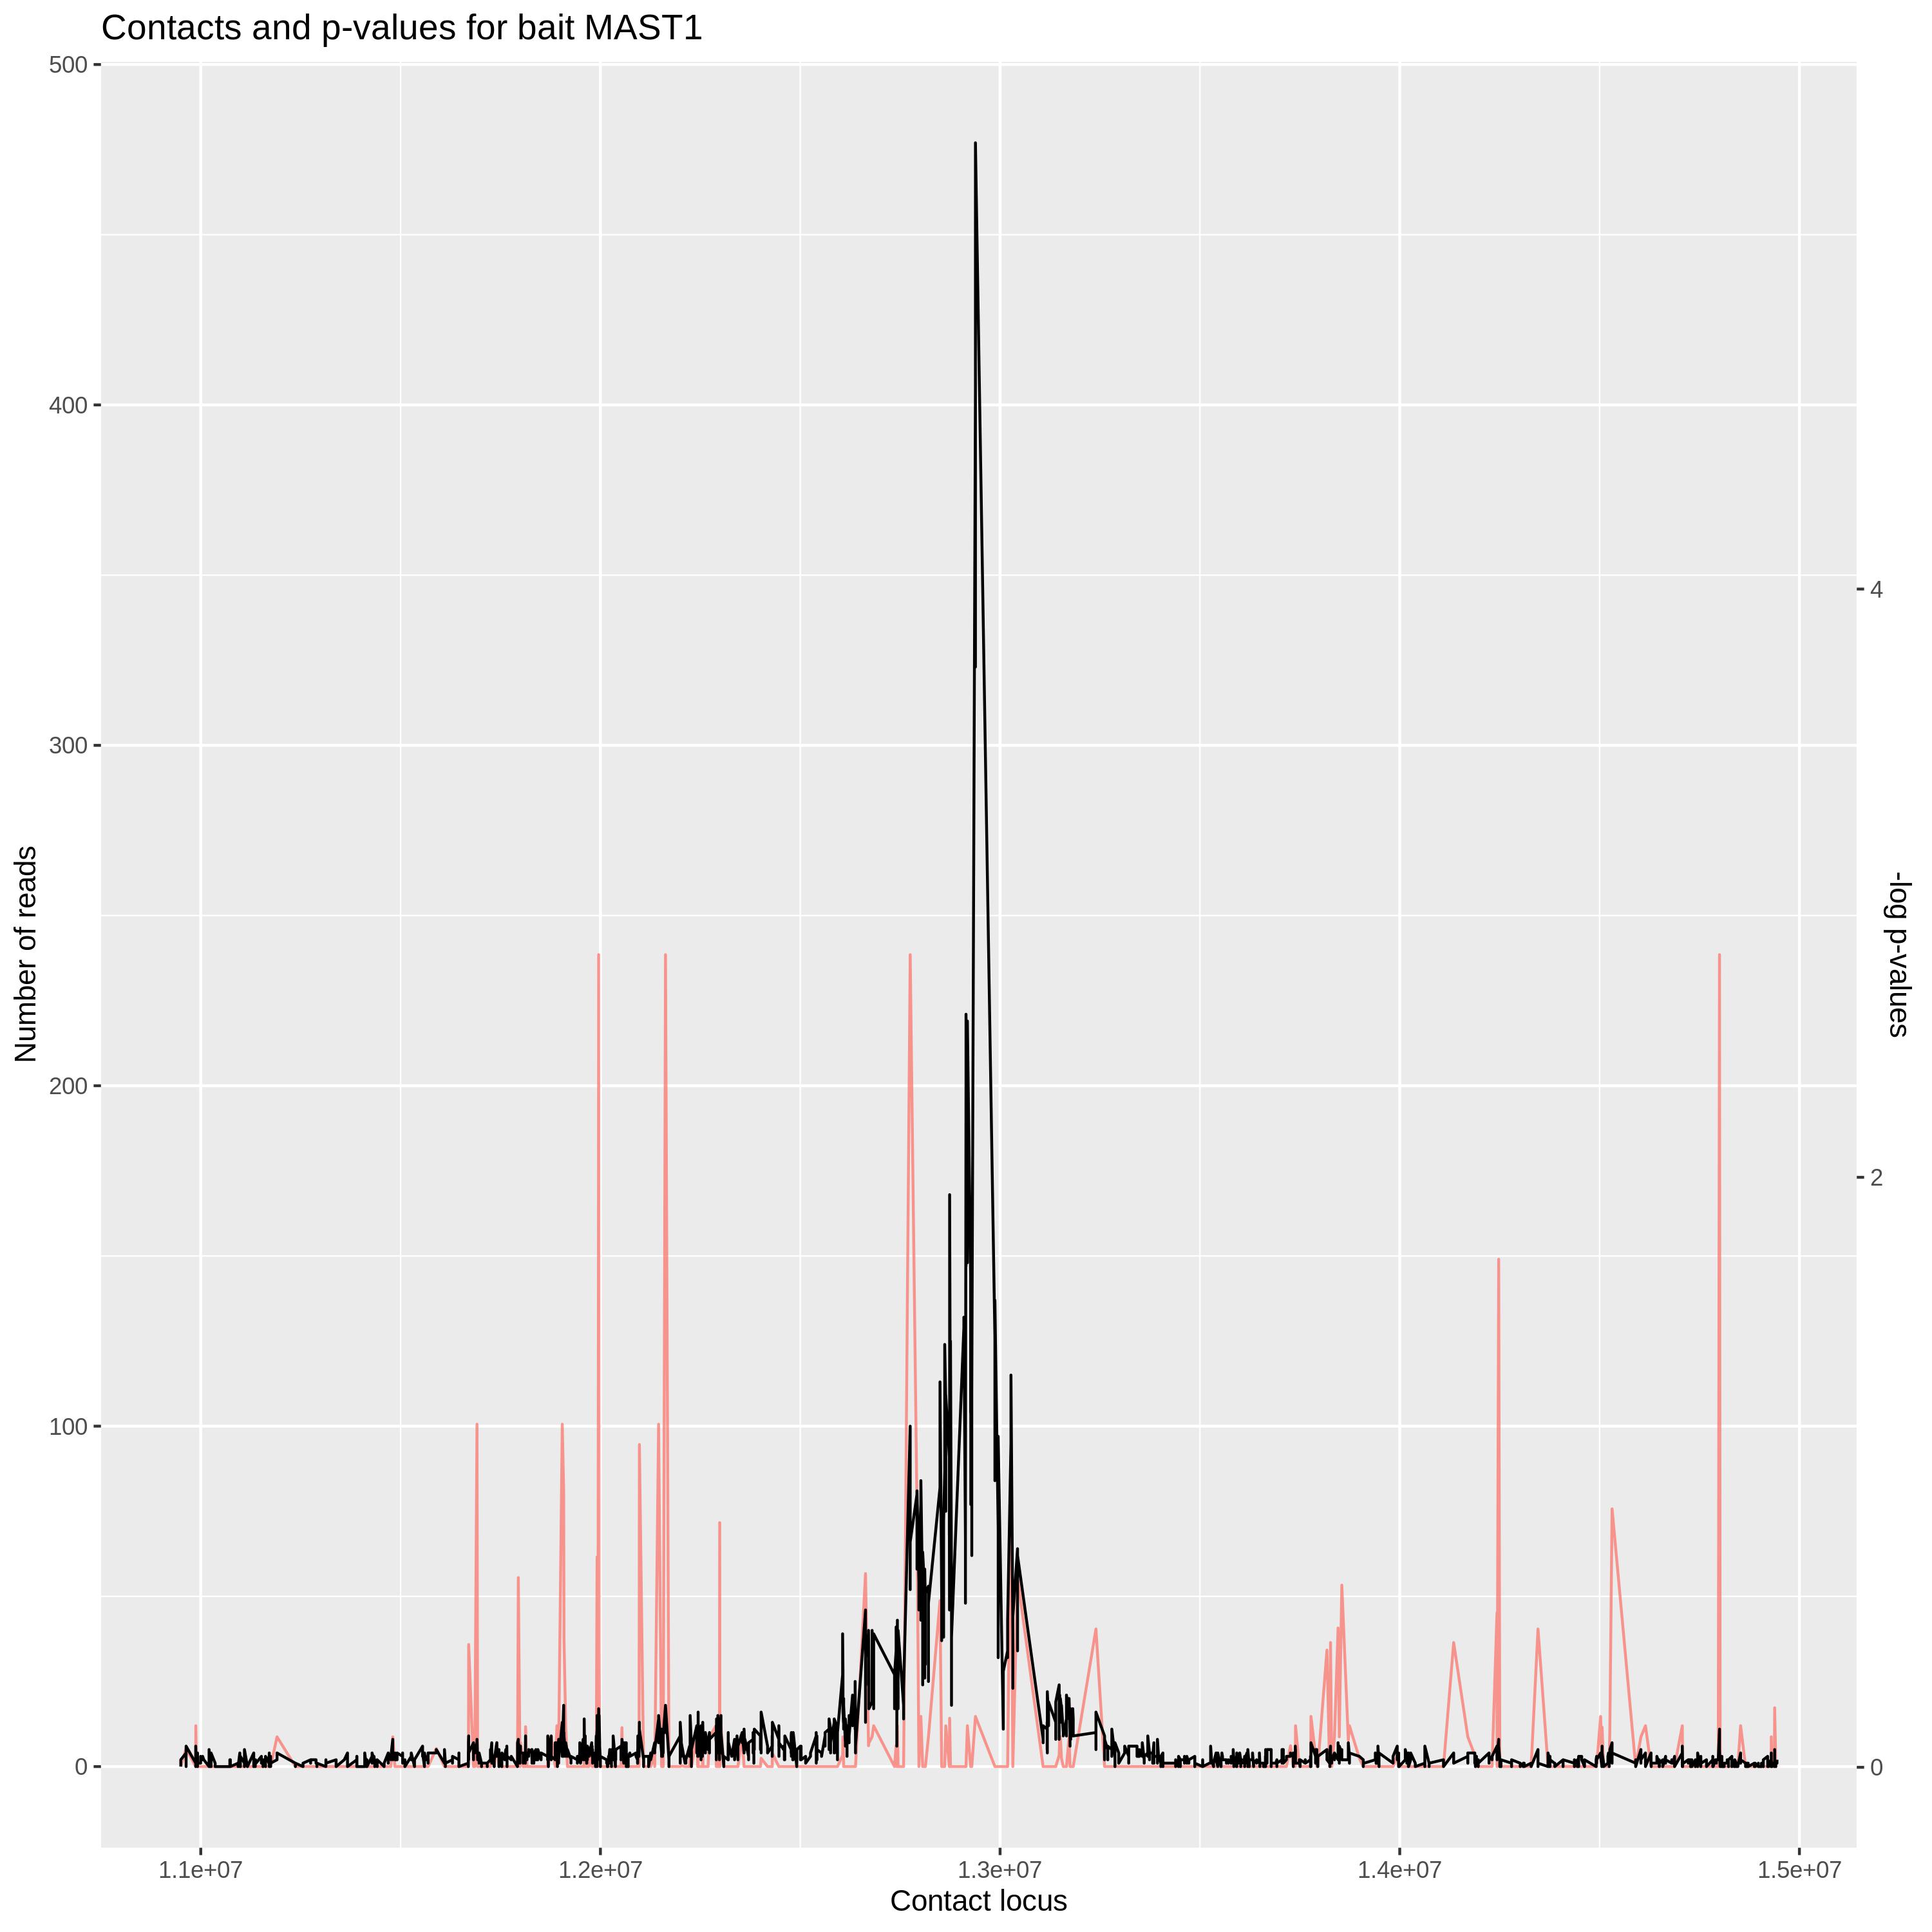 Contacts and p-values for bait MAST1
500
400
300
200
100
0
Number of reads
4
2
0
-log p-values
1.1e+07
1.2e+07
1.3e+07
1.4e+07
1.5e+07
Contact locus